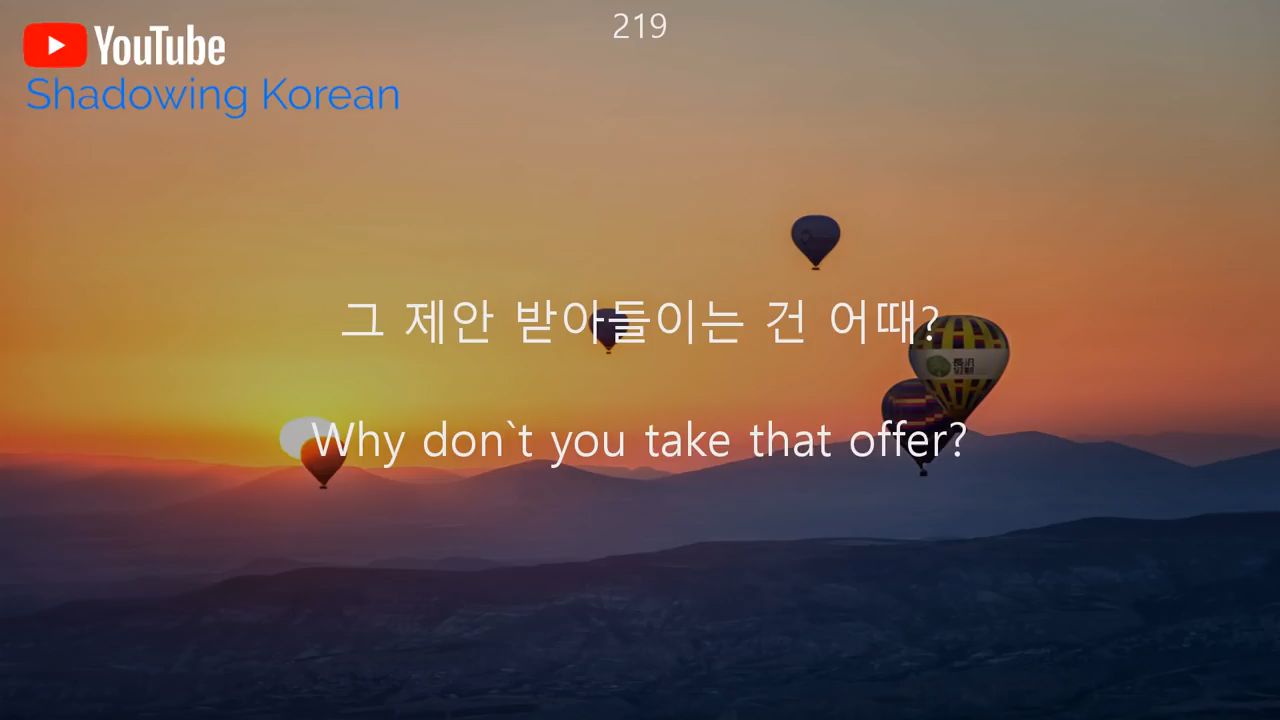 219
YouTube
Shadowing Korean
그 제안 받아들이는 건 어때?
Why don`t you take that offer?